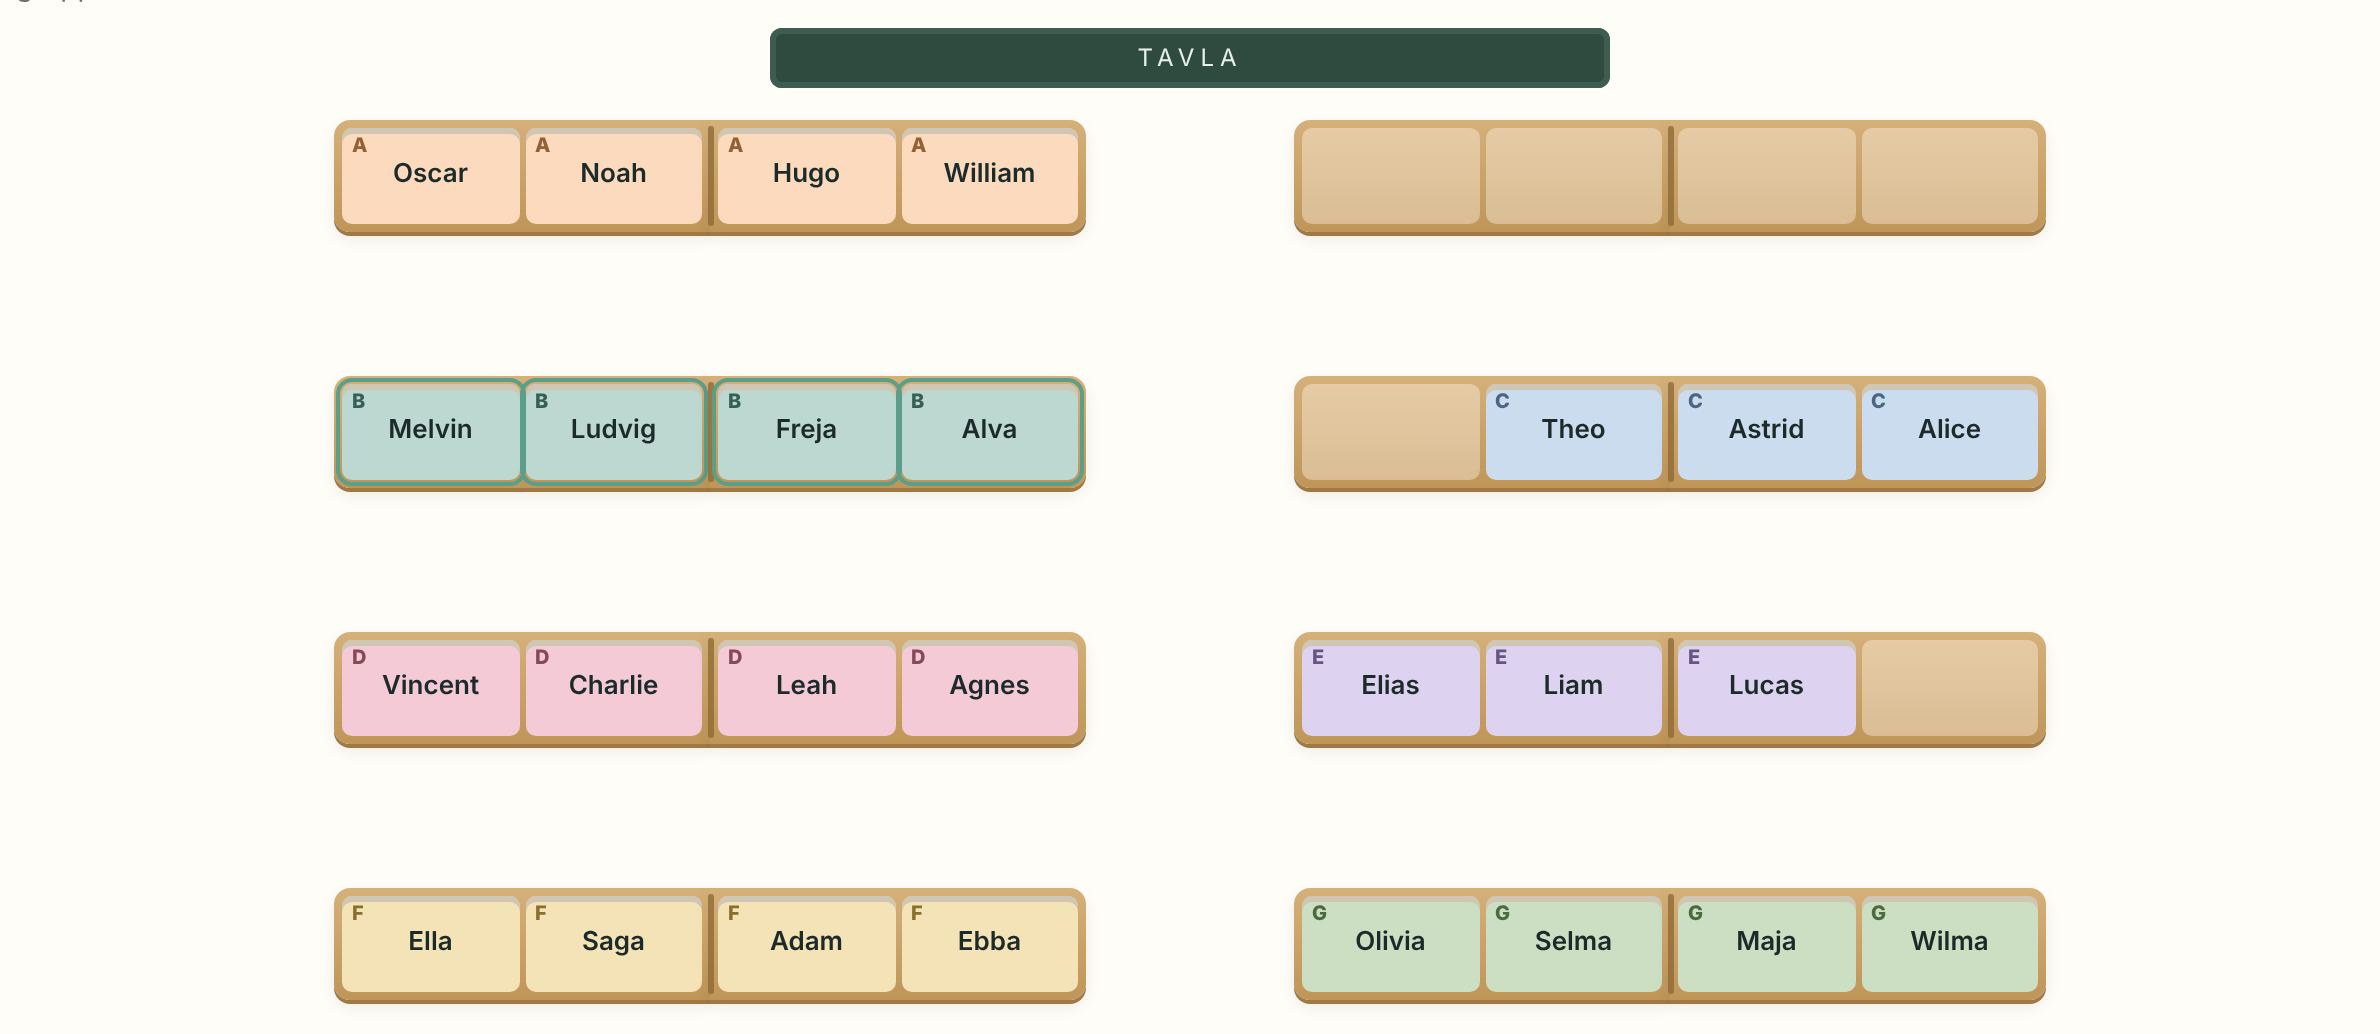 TAVLA
A A A A
Oscar Noah Hugo William
B B B B C C C
Melvin Ludvig Freja Alva Theo Astrid Alice
D D D D E E E
Vincent Charlie Leah Agnes Elias Liam Lucas
F F F F G G G G
Ella Saga Adam Ebba Olivia Selma Maja Wilma